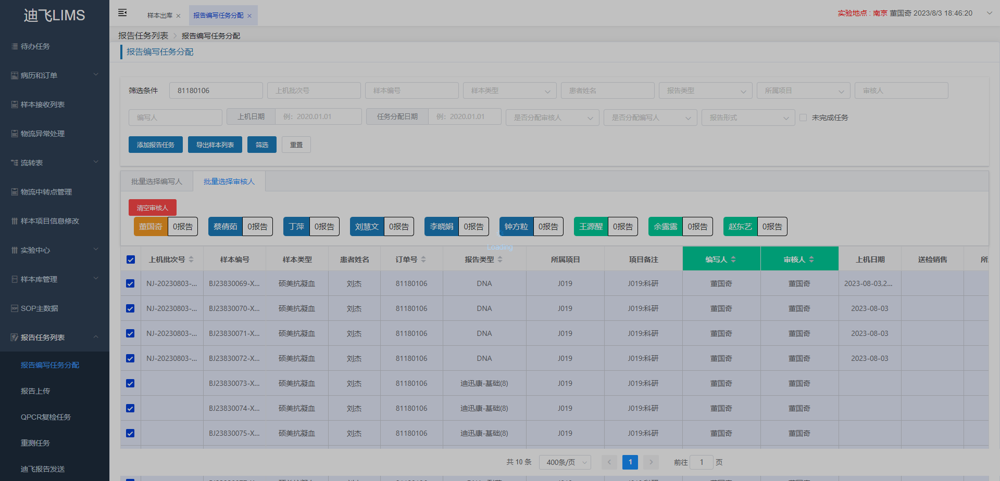 迪飞LIMS
待办任务
病历和订单
样本接收列表
物流异常处理
流转表
物流中转点管理
样本项目信息修改
实验中心
样本库管理
SOP主数据
报告任务列表
报告编写任务分配
报告上传
QPCR复检任务
重测任务
迪飞报告发送
样本出库 × 报告编写任务分配 ×
实验地点 : 南京 董国奇 2023/8/3 18:46:20
报告任务列表 > 报告编写任务分配
报告编写任务分配
筛选条件 81180106 上机批次号 样本编号 样本类型 患者姓名 报告类型 所属项目 审核人
编写人 上机日期 例：2020.01.01 任务分配日期 例：2020.01.01 是否分配审核人 是否分配编写人 报告形式 未完成任务
添加报告任务 导出样本列表 筛选 重置
批量选择编写人 批量选择审核人
清空审核人
董国奇 0报告 蔡倩茹 0报告 丁萍 0报告 刘慧文 0报告 李晓娟 0报告 钟方粒 0报告 王源醒 0报告 余露露 0报告 赵东艺 0报告
Loading
上机批次号 样本编号 样本类型 患者姓名 订单号 报告类型 所属项目 项目备注 编写人 审核人 上机日期 送检销售 所
NJ-20230803-... BJ23830069-X... 硕美抗凝血 刘杰 81180106 DNA J019 J019:科研 董国奇 董国奇 2023-08-03,2...
NJ-20230803-... BJ23830070-X... 硕美抗凝血 刘杰 81180106 DNA J019 J019:科研 董国奇 董国奇 2023-08-03
NJ-20230803-... BJ23830071-X... 硕美抗凝血 刘杰 81180106 DNA J019 J019:科研 董国奇 董国奇 2023-08-03
NJ-20230803-... BJ23830072-X... 硕美抗凝血 刘杰 81180106 DNA J019 J019:科研 董国奇 董国奇 2023-08-03
BJ23830073-X... 硕美抗凝血 刘杰 81180106 迪迅康-基础(8) J019 J019:科研 董国奇 董国奇
BJ23830074-X... 硕美抗凝血 刘杰 81180106 迪迅康-基础(8) J019 J019:科研 董国奇 董国奇
BJ23830075-X... 硕美抗凝血 刘杰 81180106 迪迅康-基础(8) J019 J019:科研 董国奇 董国奇
共 10 条 400条/页 < 1 > 前往 1 页